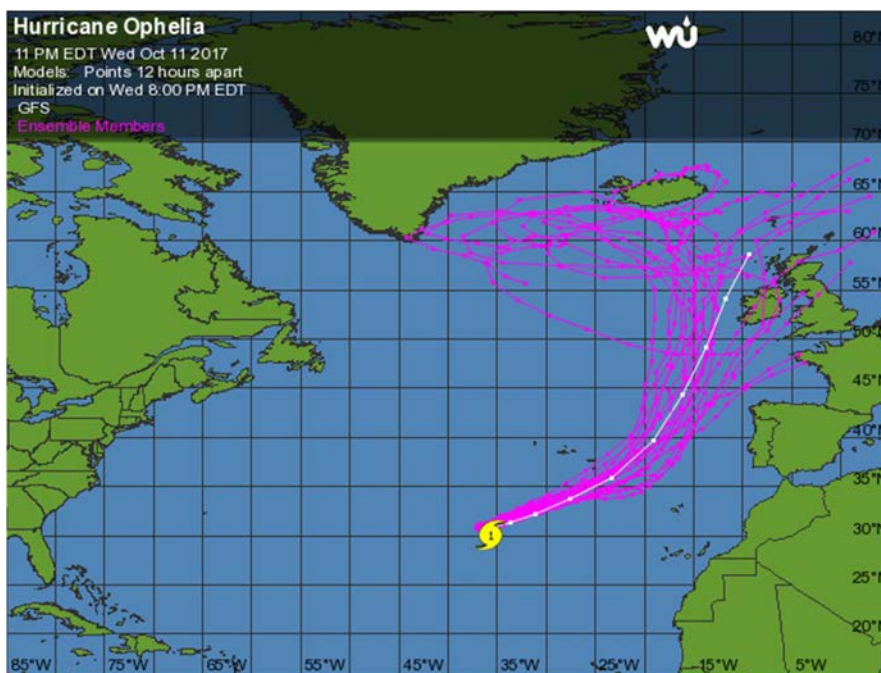 Hurricane Ophelia
11 PM EDT Wed Oct 11 2017
Models: Points 12 hours apart
Initialized on Wed 8:00 PM EDT
GFS
Ensemble Members
wu
80°N
75°N
70°N
65°N
60°N
55°N
50°N
45°N
40°N
35°N
30°N
25°N
20°N
1
85°W 75°W 65°W 55°W 45°W 35°W 25°W 15°W 5°W